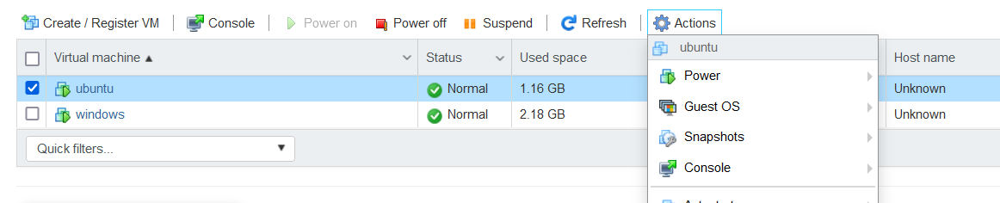 Create / Register VM Console Power on Power off Suspend Refresh Actions
Virtual machine ▲ Status Used space Host name
ubuntu
ubuntu Normal 1.16 GB Unknown
Power
windows Normal 2.18 GB Unknown
Guest OS
Quick filters...
Snapshots
Console